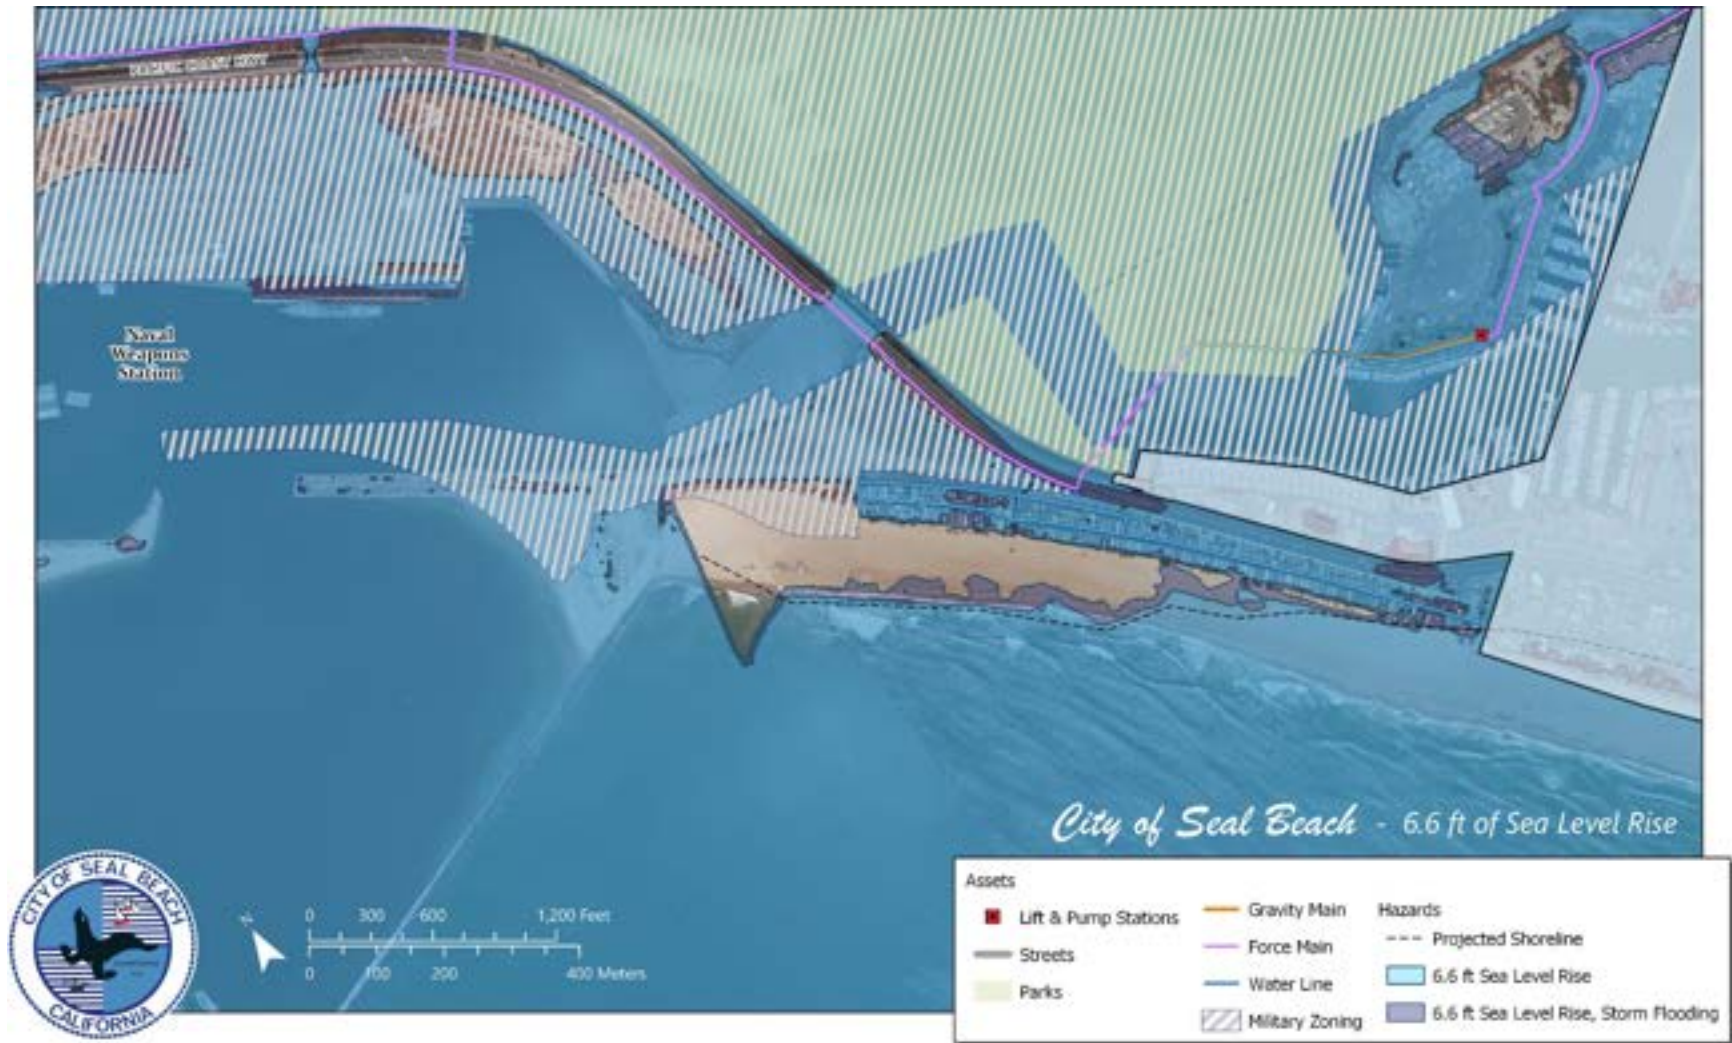 PACIFIC COAST HWY
Naval
Weapons
Station
City of Seal Beach - 6.6 ft of Sea Level Rise
CITY OF SEAL BEACH
CALIFORNIA
0 300 600 1,200 Feet
0 100 200 400 Meters
Assets
Lift & Pump Stations
Streets
Parks
Gravity Main
Force Main
Water Line
Military Zoning
Hazards
Projected Shoreline
6.6 ft Sea Level Rise
6.6 ft Sea Level Rise, Storm Flooding